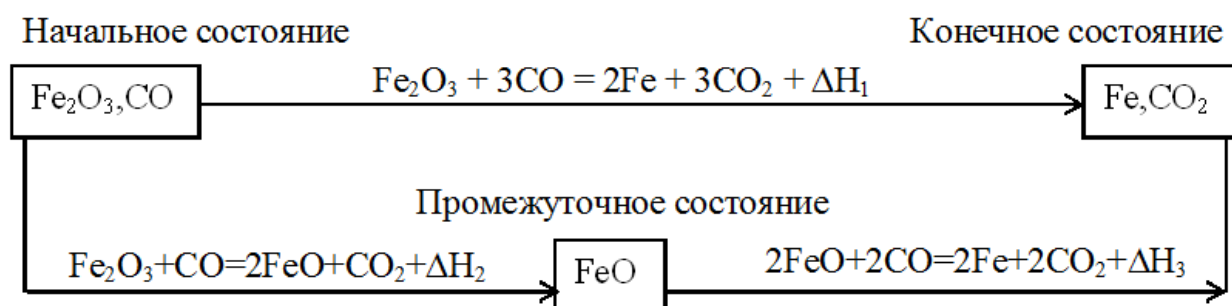 Начальное состояние
Конечное состояние
Fe₂O₃,CO
Fe₂O₃ + 3CO = 2Fe + 3CO₂ + ΔH₁
Fe,CO₂
Промежуточное состояние
Fe₂O₃+CO=2FeO+CO₂+ΔH₂
FeO
2FeO+2CO=2Fe+2CO₂+ΔH₃